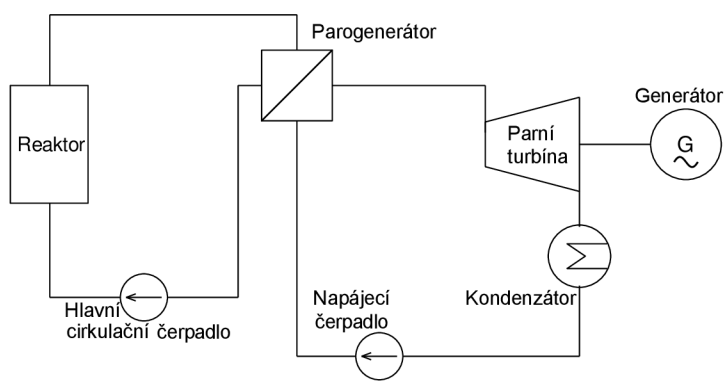 Parogenerátor
Generátor
Reaktor
Parní
turbína
G
Napájecí
čerpadlo
Kondenzátor
Hlavní
cirkulační čerpadlo